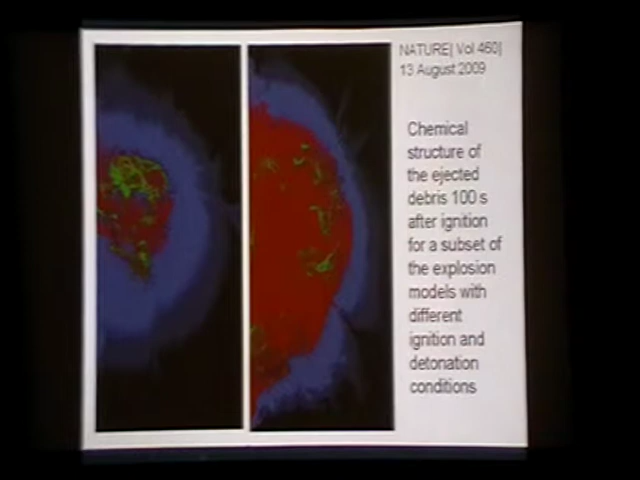 NATURE| Vol 460|
13 August 2009
Chemical
structure of
the ejected
debris 100 s
after ignition
for a subset of
the explosion
models with
different
ignition and
detonation
conditions